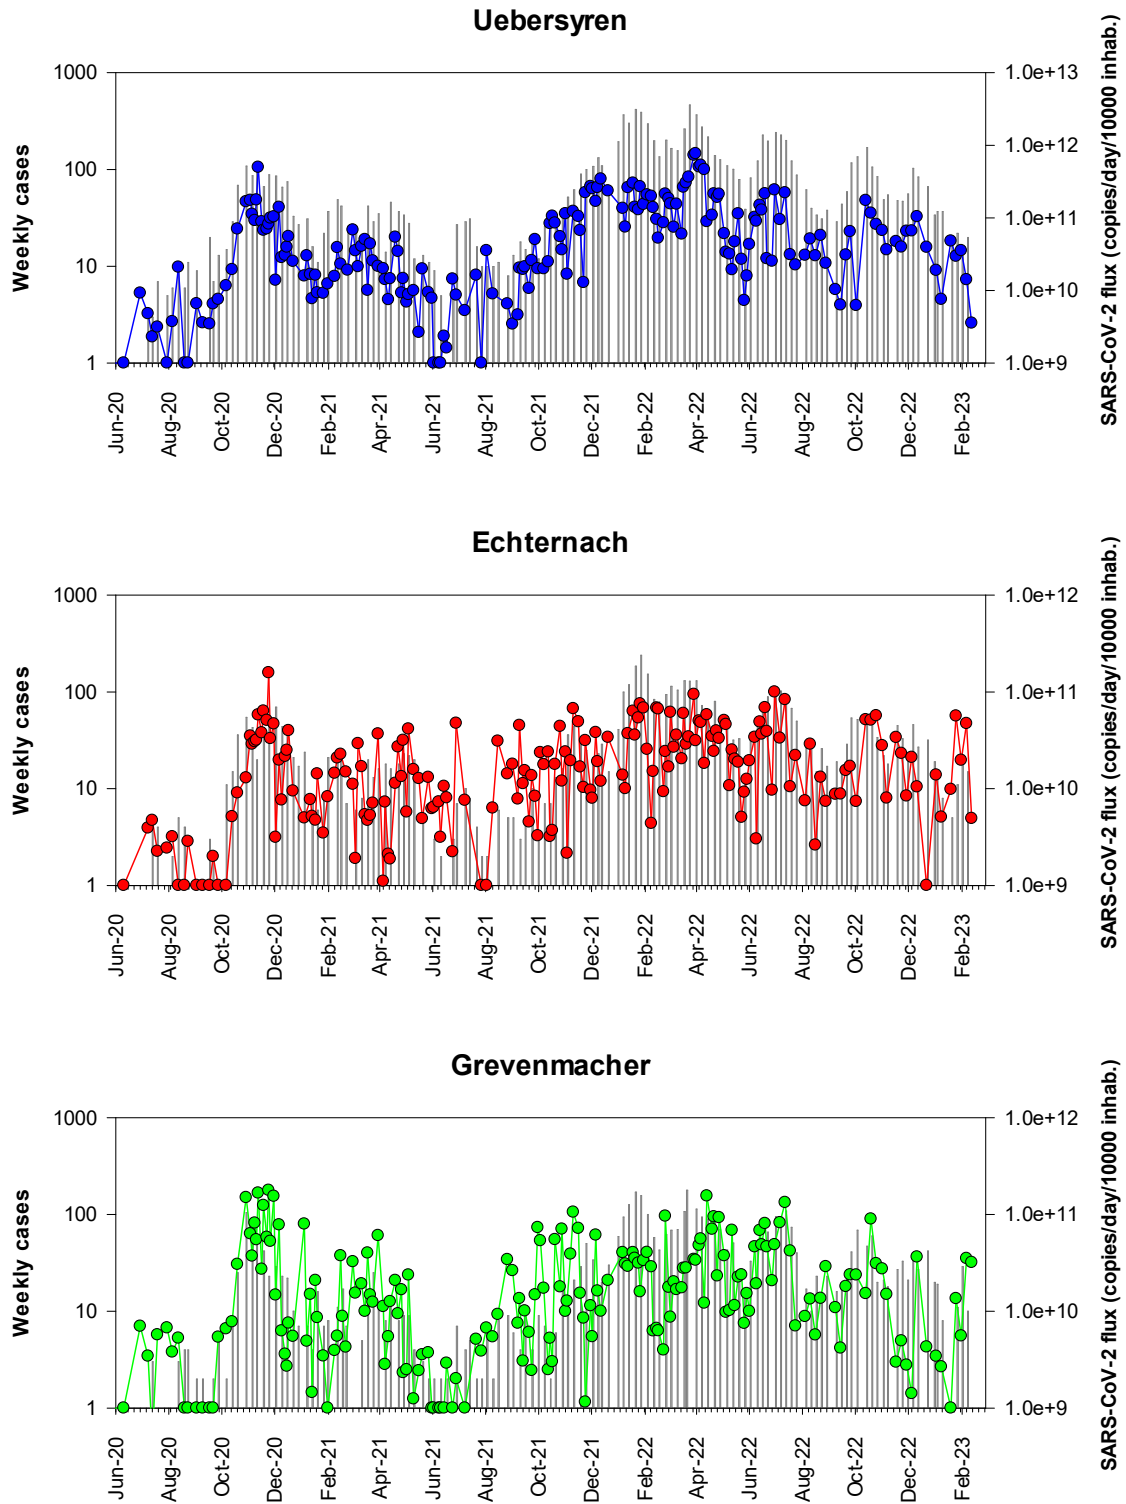 Uebersyren
Weekly cases
1000
100
10
1
1.0e+13
1.0e+12
1.0e+11
1.0e+10
1.0e+9
SARS-CoV-2 flux (copies/day/10000 inhab.)
Jun-20
Aug-20
Oct-20
Dec-20
Feb-21
Apr-21
Jun-21
Aug-21
Oct-21
Dec-21
Feb-22
Apr-22
Jun-22
Aug-22
Oct-22
Dec-22
Feb-23
Echternach
Weekly cases
1000
100
10
1
1.0e+12
1.0e+11
1.0e+10
1.0e+9
SARS-CoV-2 flux (copies/day/10000 inhab.)
Jun-20
Aug-20
Oct-20
Dec-20
Feb-21
Apr-21
Jun-21
Aug-21
Oct-21
Dec-21
Feb-22
Apr-22
Jun-22
Aug-22
Oct-22
Dec-22
Feb-23
Grevenmacher
Weekly cases
1000
100
10
1
1.0e+12
1.0e+11
1.0e+10
1.0e+9
SARS-CoV-2 flux (copies/day/10000 inhab.)
Jun-20
Aug-20
Oct-20
Dec-20
Feb-21
Apr-21
Jun-21
Aug-21
Oct-21
Dec-21
Feb-22
Apr-22
Jun-22
Aug-22
Oct-22
Dec-22
Feb-23